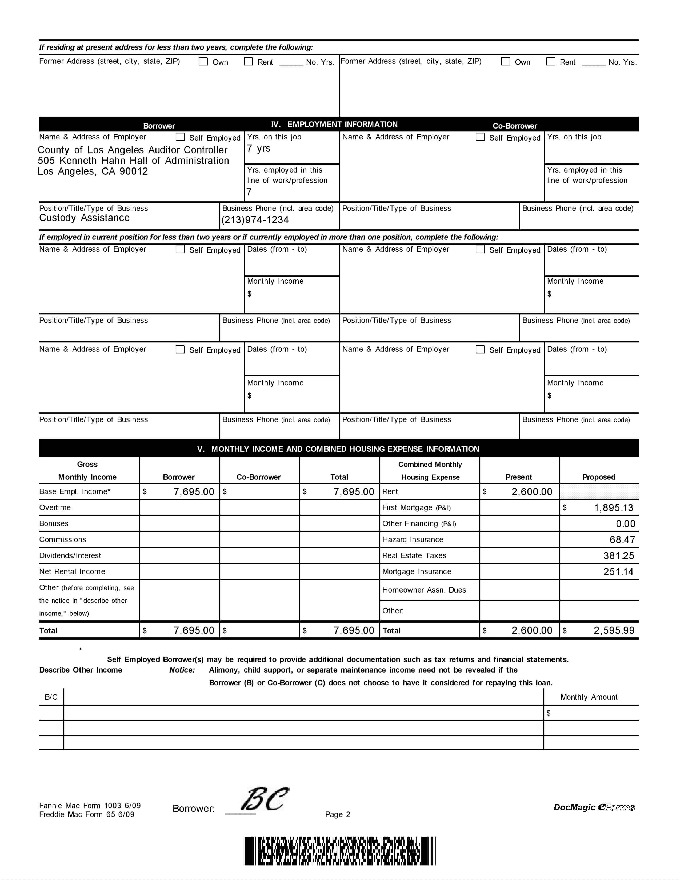 If residing at present address for less than two years, complete the following:
Former Address (street, city, state, ZIP) Own Rent _____ No. Yrs. Former Address (street, city, state, ZIP) Own Rent _____ No. Yrs.
Borrower IV. EMPLOYMENT INFORMATION Co-Borrower
Name & Address of Employer Self Employed Yrs. on this job Name & Address of Employer Self Employed Yrs. on this job
County of Los Angeles Auditor Controller 7 yrs
505 Kenneth Hahn Hall of Administration
Los Angeles, CA 90012 Yrs. employed in this Yrs. employed in this
line of work/profession line of work/profession
7
Position/Title/Type of Business Business Phone (incl. area code) Position/Title/Type of Business Business Phone (incl. area code)
Custody Assistance (213)974-1234
If employed in current position for less than two years or if currently employed in more than one position, complete the following:
Name & Address of Employer Self Employed Dates (from - to) Name & Address of Employer Self Employed Dates (from - to)
Monthly Income Monthly Income
$ $
Position/Title/Type of Business Business Phone (incl. area code) Position/Title/Type of Business Business Phone (incl. area code)
Name & Address of Employer Self Employed Dates (from - to) Name & Address of Employer Self Employed Dates (from - to)
Monthly Income Monthly Income
$ $
Position/Title/Type of Business Business Phone (incl. area code) Position/Title/Type of Business Business Phone (incl. area code)
V. MONTHLY INCOME AND COMBINED HOUSING EXPENSE INFORMATION
Gross Combined Monthly
Monthly Income Borrower Co-Borrower Total Housing Expense Present Proposed
Base Empl. Income* $ 7,695.00 $ $ 7,695.00 Rent $ 2,600.00
Overtime First Mortgage (P&I) $ 1,895.13
Bonuses Other Financing (P&I) 0.00
Commissions Hazard Insurance 68.47
Dividends/Interest Real Estate Taxes 381.25
Net Rental Income Mortgage Insurance 251.14
Other (before completing, see Homeowner Assn. Dues
the notice in "describe other
income," below) Other:
Total $ 7,695.00 $ $ 7,695.00 Total $ 2,600.00 $ 2,595.99
*
Self Employed Borrower(s) may be required to provide additional documentation such as tax returns and financial statements.
Describe Other Income Notice: Alimony, child support, or separate maintenance income need not be revealed if the
Borrower (B) or Co-Borrower (C) does not choose to have it considered for repaying this loan.
B/C Monthly Amount
$
Fannie Mae Form 1003 6/09 Borrower: BC
Freddie Mac Form 65 6/09 Page 2
DocMagic